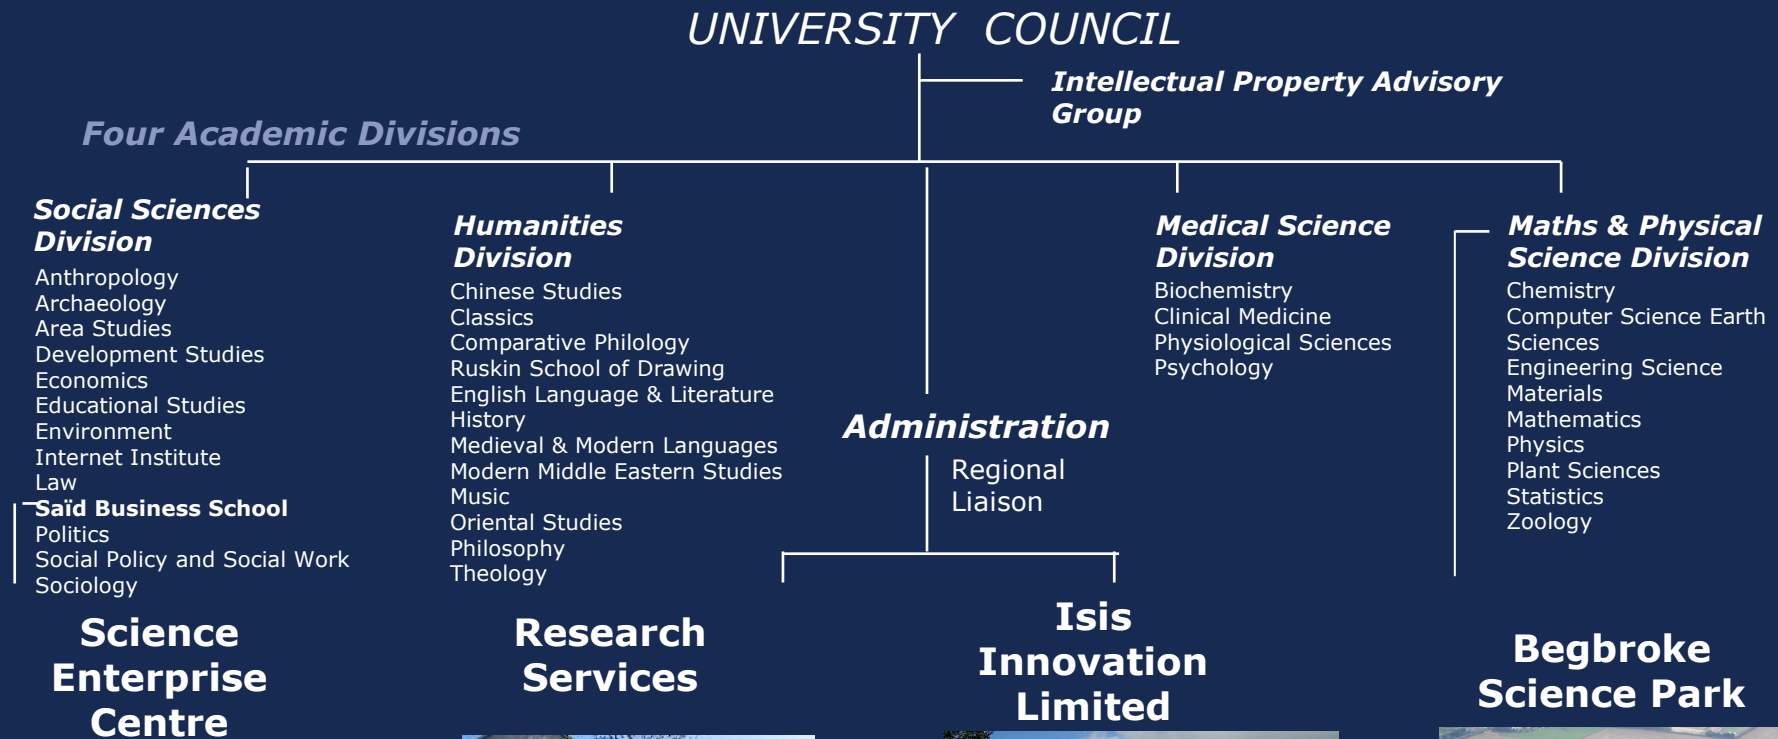 UNIVERSITY COUNCIL
Intellectual Property Advisory
Group
Four Academic Divisions
Social Sciences
Division
Anthropology
Archaeology
Area Studies
Development Studies
Economics
Educational Studies
Environment
Internet Institute
Law
Saïd Business School
Politics
Social Policy and Social Work
Sociology
Humanities
Division
Chinese Studies
Classics
Comparative Philology
Ruskin School of Drawing
English Language & Literature
History
Medieval & Modern Languages
Modern Middle Eastern Studies
Music
Oriental Studies
Philosophy
Theology
Administration
Regional
Liaison
Medical Science
Division
Biochemistry
Clinical Medicine
Physiological Sciences
Psychology
Maths & Physical
Science Division
Chemistry
Computer Science Earth
Sciences
Engineering Science
Materials
Mathematics
Physics
Plant Sciences
Statistics
Zoology
Science
Enterprise
Centre
Research
Services
Isis
Innovation
Limited
Begbroke
Science Park